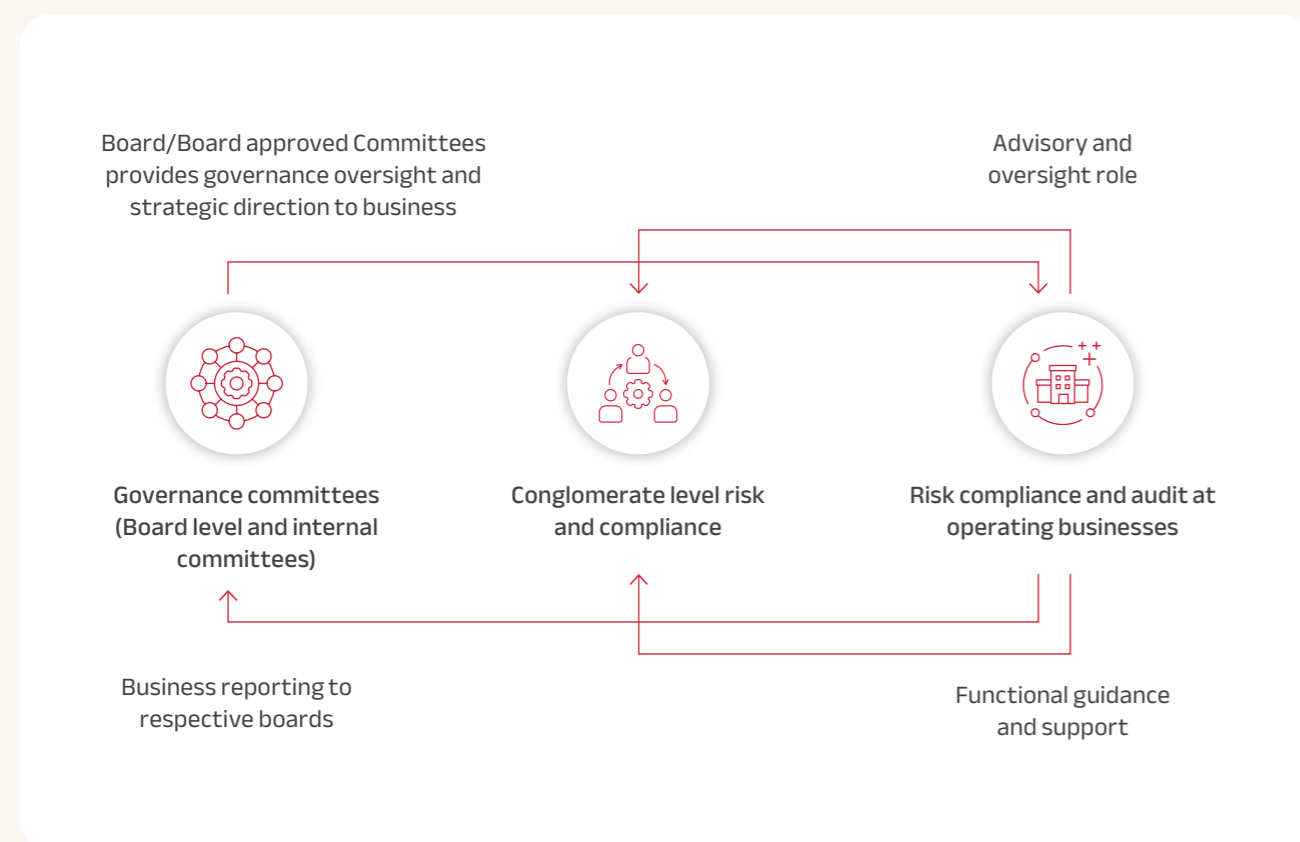 Board/Board approved Committees
provides governance oversight and
strategic direction to business
Advisory and
oversight role
Governance committees
(Board level and internal
committees)
Conglomerate level risk
and compliance
Risk compliance and audit at
operating businesses
Business reporting to
respective boards
Functional guidance
and support